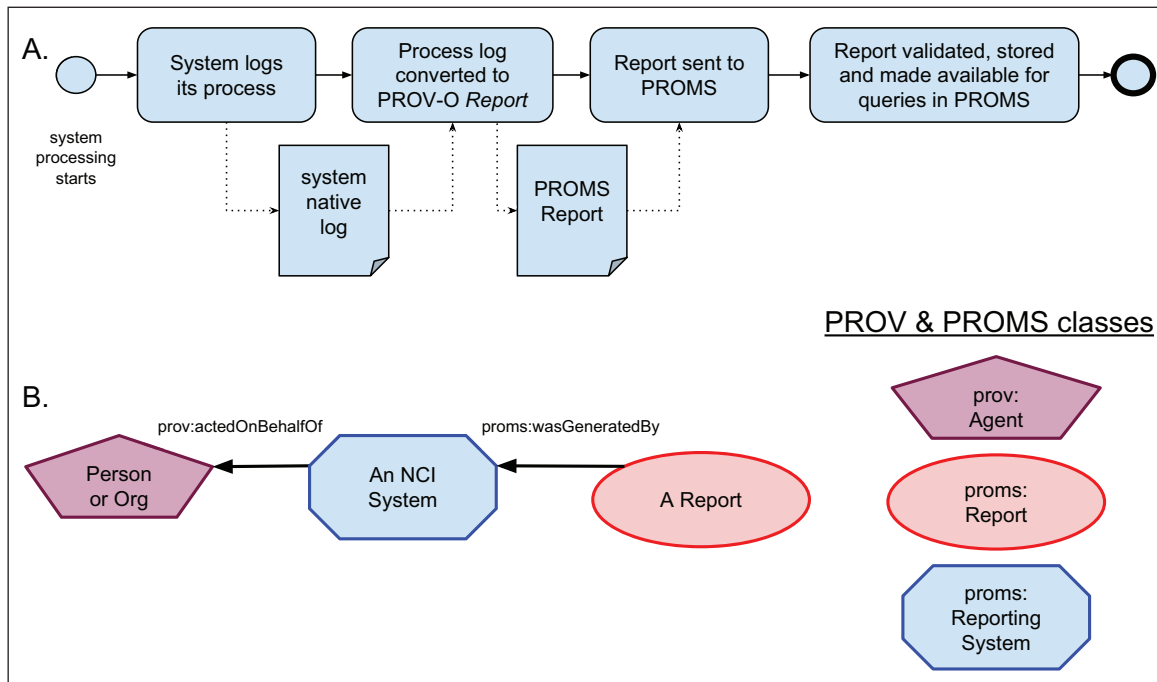 A.
System logs
its process
Process log
converted to
PROV-O Report
Report sent to
PROMS
Report validated, stored
and made available for
queries in PROMS
system
processing
starts
system
native
log
PROMS
Report
PROV & PROMS classes
prov:
Agent
proms:
Report
proms:
Reporting
System
B.
prov:actedOnBehalfOf
proms:wasGeneratedBy
Person
or Org
An NCI
System
A Report